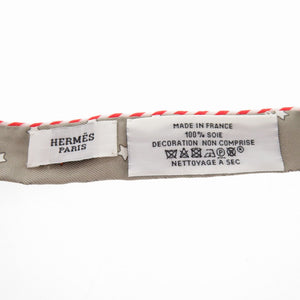 HERMÈS
PARIS
MADE IN FRANCE
100% SOIE
DECORATION NON COMPRISE
NETTOYAGE A SEC